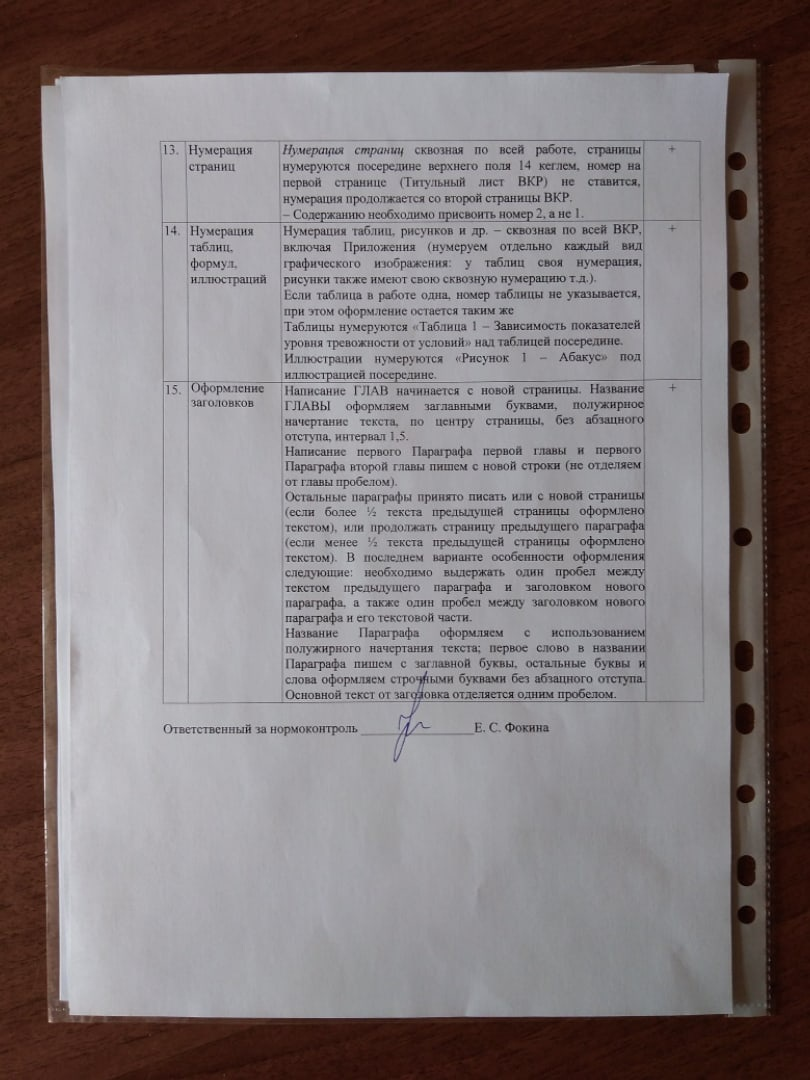 13. Нумерация страниц
Нумерация страниц сквозная по всей работе, страницы +
нумеруются посередине верхнего поля 14 кеглем, номер на
первой странице (Титульный лист ВКР) не ставится,
нумерация продолжается со второй страницы ВКР.
– Содержанию необходимо присвоить номер 2, а не 1.
14. Нумерация
таблиц,
формул,
иллюстраций
Нумерация таблиц, рисунков и др. – сквозная по всей ВКР, +
включая Приложения (нумеруем отдельно каждый вид
графического изображения: у таблиц своя нумерация,
рисунки также имеют свою сквозную нумерацию т.д.).
Если таблица в работе одна, номер таблицы не указывается,
при этом оформление остается таким же
Таблицы нумеруются «Таблица 1 – Зависимость показателей
уровня тревожности от условий» над таблицей посередине.
Иллюстрации нумеруются «Рисунок 1 – Абакус» под
иллюстрацией посередине.
15. Оформление
заголовков
Написание ГЛАВ начинается с новой страницы. Название +
ГЛАВЫ оформляем заглавными буквами, полужирное
начертание текста, по центру страницы, без абзацного
отступа, интервал 1,5.
Написание первого Параграфа первой главы и первого
Параграфа второй главы пишем с новой строки (не отделяем
от главы пробелом).
Остальные параграфы принято писать или с новой страницы
(если более ½ текста предыдущей страницы оформлено
текстом), или продолжать страницу предыдущего параграфа
(если менее ½ текста предыдущей страницы оформлено
текстом). В последнем варианте особенности оформления
следующие: необходимо выдержать один пробел между
текстом предыдущего параграфа и заголовком нового
параграфа, а также один пробел между заголовком нового
параграфа и его текстовой части.
Название Параграфа оформляем с использованием
полужирного начертания текста; первое слово в названии
Параграфа пишем с заглавной буквы, остальные буквы и
слова оформляем строчными буквами без абзацного отступа.
Основной текст от заголовка отделяется одним пробелом.
Ответственный за нормоконтроль __________________Е. С. Фокина